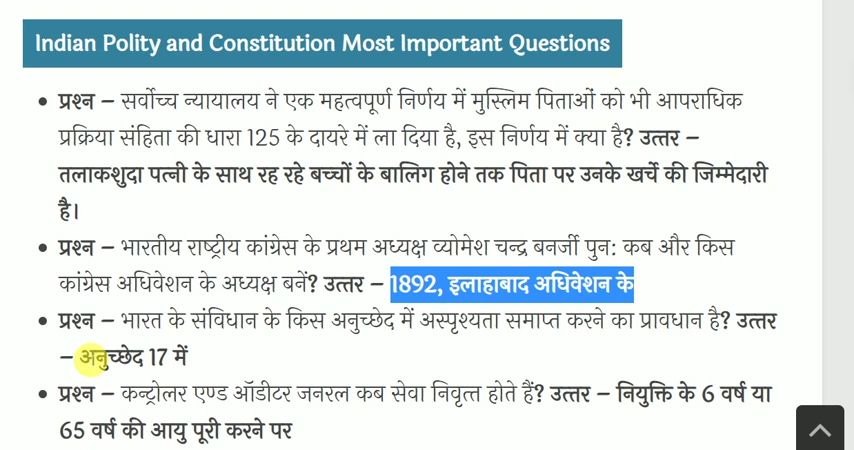 Indian Polity and Constitution Most Important Questions
• प्रश्न – सर्वोच्च न्यायालय ने एक महत्वपूर्ण निर्णय में मुस्लिम पिताओं को भी आपराधिक
प्रक्रिया संहिता की धारा 125 के दायरे में ला दिया है, इस निर्णय में क्या है? उत्तर –
तलाकशुदा पत्नी के साथ रह रहे बच्चों के बालिग होने तक पिता पर उनके खर्चे की जिम्मेदारी
है।
• प्रश्न – भारतीय राष्ट्रीय कांग्रेस के प्रथम अध्यक्ष व्योमेश चन्द्र बनर्जी पुन: कब और किस
कांग्रेस अधिवेशन के अध्यक्ष बनें? उत्तर – 1892, इलाहाबाद अधिवेशन के
• प्रश्न – भारत के संविधान के किस अनुच्छेद में अस्पृश्यता समाप्त करने का प्रावधान है? उत्तर
– अनुच्छेद 17 में
• प्रश्न – कन्ट्रोलर एण्ड ऑडीटर जनरल कब सेवा निवृत्त होते हैं? उत्तर – नियुक्ति के 6 वर्ष या
65 वर्ष की आयु पूरी करने पर